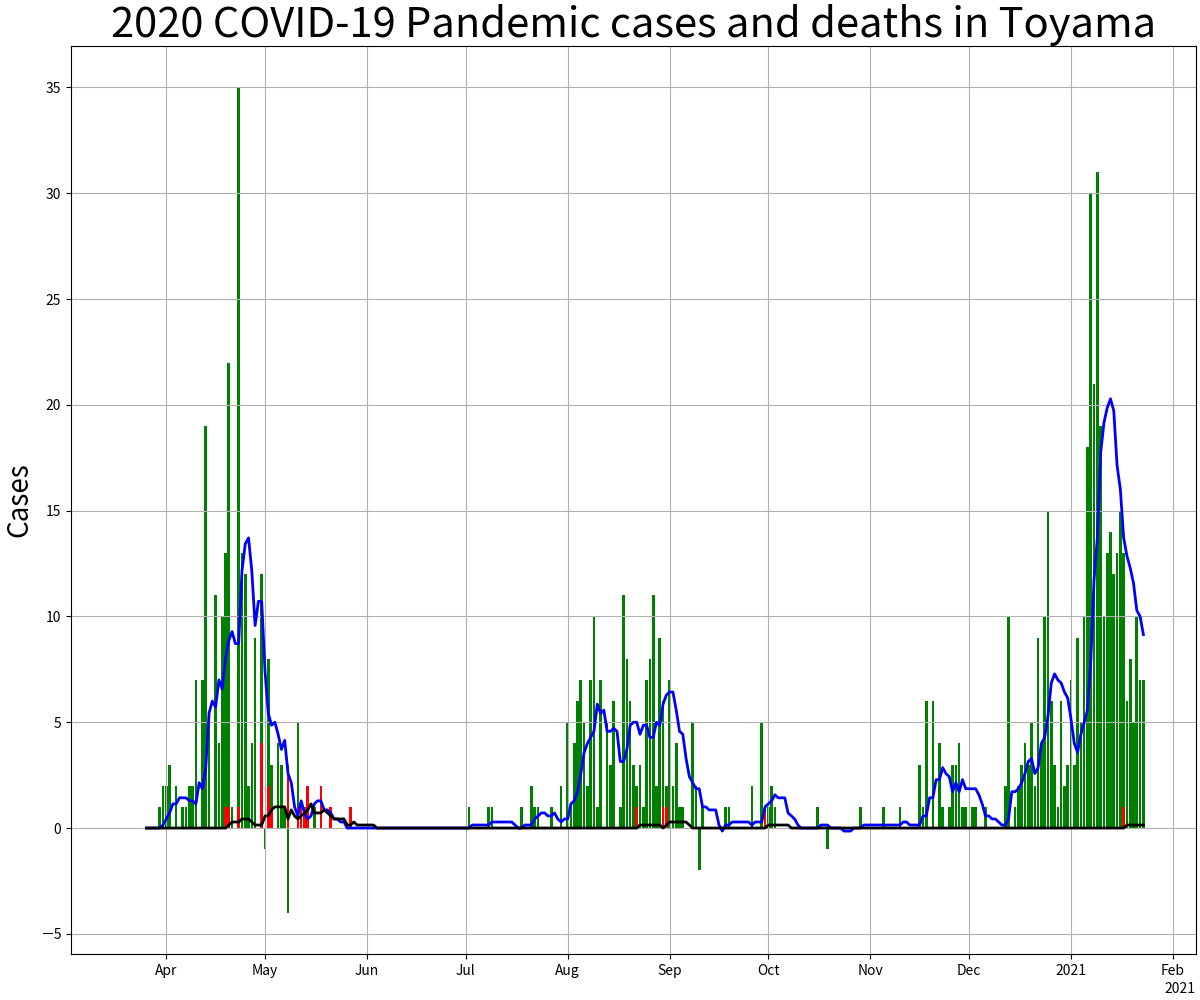 2020 COVID-19 Pandemic cases and deaths in Toyama
Cases
35
30
25
20
15
10
5
0
−5
Apr
May
Jun
Jul
Aug
Sep
Oct
Nov
Dec
2021
Feb
2021